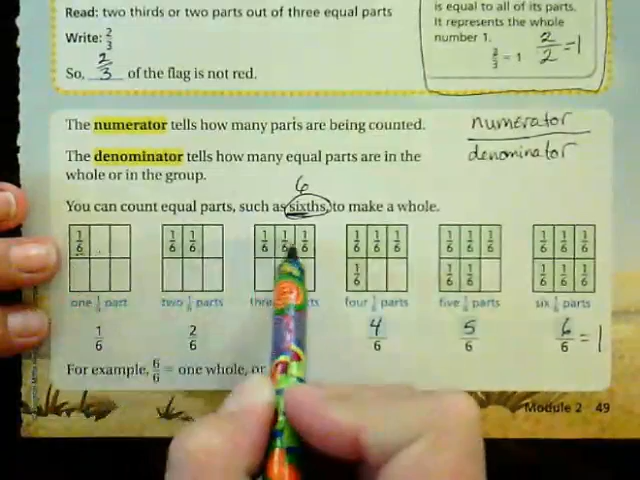 Read: two thirds or two parts out of three equal parts
Write: 2/3
So, 2/3 of the flag is not red.
is equal to all of its parts.
It represents the whole
number 1.
2/2 = 1
= 1
The numerator tells how many parts are being counted.
The denominator tells how many equal parts are in the
whole or in the group.
numerator
denominator
6
You can count equal parts, such as sixths, to make a whole.
1/6
1/6 1/6
1/6 1/6 1/6
1/6 1/6 1/6
1/6
1/6 1/6 1/6
1/6 1/6
1/6 1/6 1/6
1/6 1/6 1/6
one 1/6 part
two 1/6 parts
four 1/6 parts
five 1/6 parts
six 1/6 parts
1/6
2/6
4/6
5/6
6/6 = 1
For example, 6/6 = one whole, or
Module 2 49